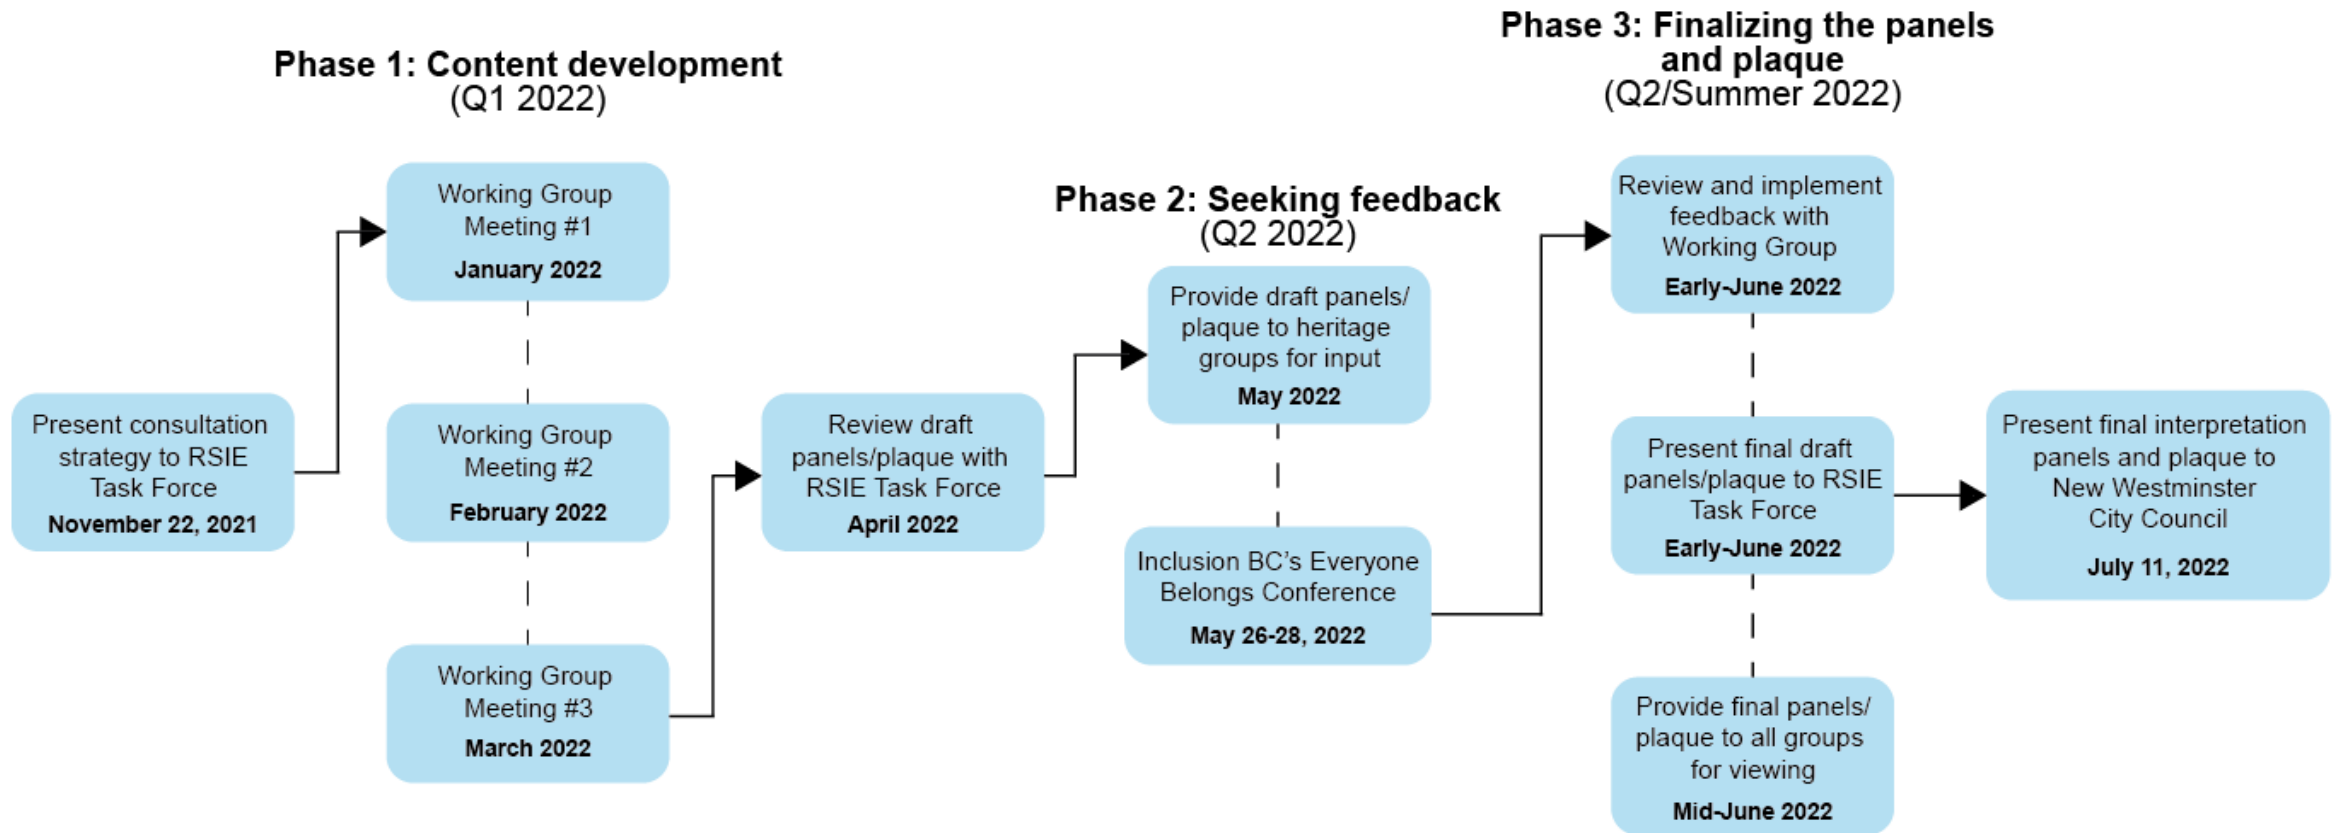 Phase 1: Content development
(Q1 2022)
Present consultation
strategy to RSIE
Task Force
November 22, 2021
Working Group
Meeting #1
January 2022
Working Group
Meeting #2
February 2022
Working Group
Meeting #3
March 2022
Review draft
panels/plaque with
RSIE Task Force
April 2022
Phase 2: Seeking feedback
(Q2 2022)
Provide draft panels/
plaque to heritage
groups for input
May 2022
Inclusion BC’s Everyone
Belongs Conference
May 26-28, 2022
Phase 3: Finalizing the panels
and plaque
(Q2/Summer 2022)
Review and implement
feedback with
Working Group
Early-June 2022
Present final draft
panels/plaque to RSIE
Task Force
Early-June 2022
Provide final panels/
plaque to all groups
for viewing
Mid-June 2022
Present final interpretation
panels and plaque to
New Westminster
City Council
July 11, 2022